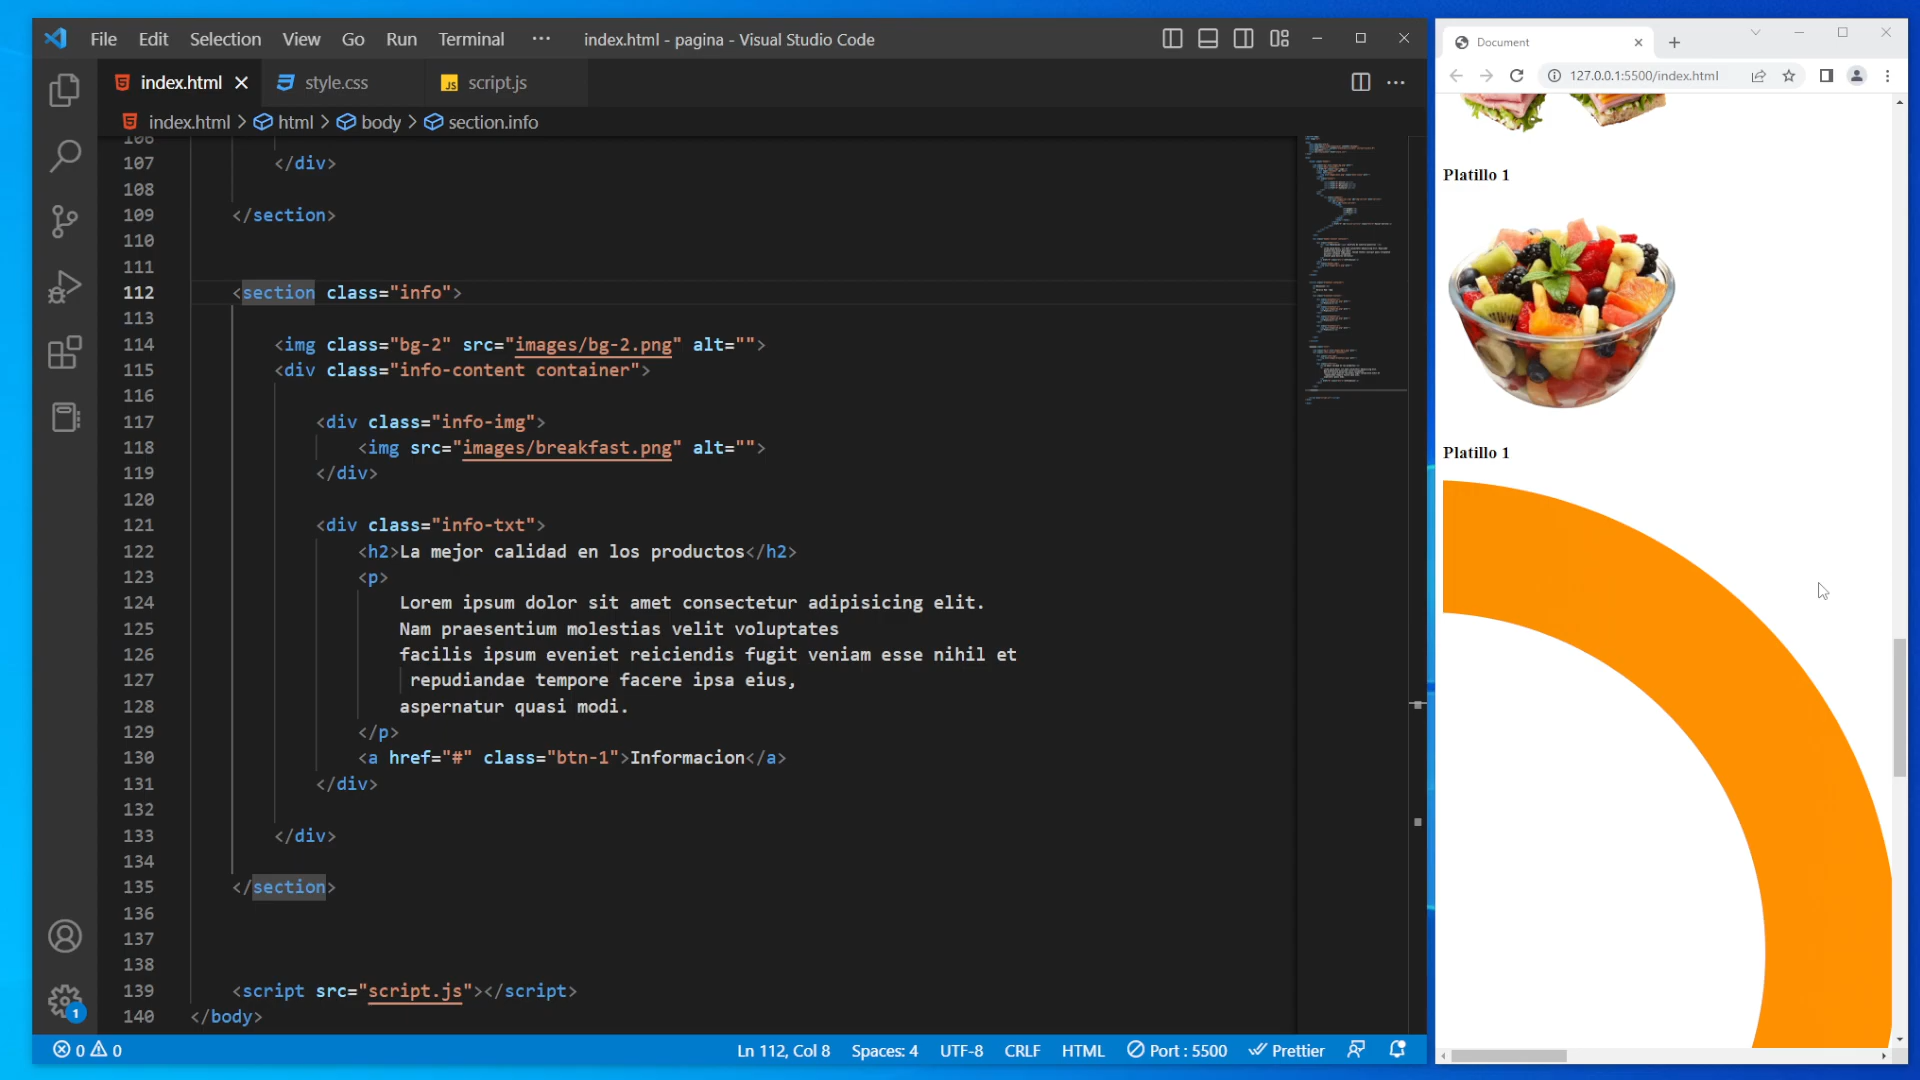 File Edit Selection View Go Run Terminal ··· index.html - pagina - Visual Studio Code
index.html style.css JS script.js
index.html > html > body > section.info
106
107 </div>
108
109 </section>
110
111
112 <section class="info">
113
114 <img class="bg-2" src="images/bg-2.png" alt="">
115 <div class="info-content container">
116
117 <div class="info-img">
118 <img src="images/breakfast.png" alt="">
119 </div>
120
121 <div class="info-txt">
122 <h2>La mejor calidad en los productos</h2>
123 <p>
124 Lorem ipsum dolor sit amet consectetur adipisicing elit.
125 Nam praesentium molestias velit voluptates
126 facilis ipsum eveniet reiciendis fugit veniam esse nihil et
127 repudiandae tempore facere ipsa eius,
128 aspernatur quasi modi.
129 </p>
130 <a href="#" class="btn-1">Informacion</a>
131 </div>
132
133 </div>
134
135 </section>
136
137
138
139 <script src="script.js"></script>
140 </body>
1
0 0 Ln 112, Col 8 Spaces: 4 UTF-8 CRLF HTML Port : 5500 Prettier
Document
127.0.0.1:5500/index.html
Platillo 1
Platillo 1